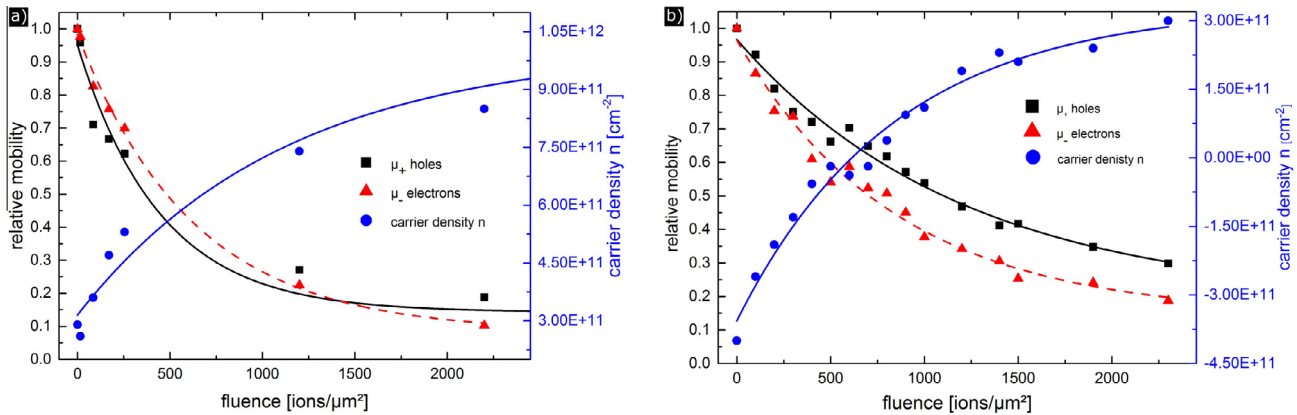 a)
1.0
0.9
0.8
0.7
0.6
0.5
0.4
0.3
0.2
0.1
0.0
relative mobility
0 500 1000 1500 2000
fluence [ions/µm²]
µ+ holes
µ- electrons
carrier density n
1.05E+12
9.00E+11
7.50E+11
6.00E+11
4.50E+11
3.00E+11
carrier density n [cm-2]
b)
1.0
0.9
0.8
0.7
0.6
0.5
0.4
0.3
0.2
0.1
0.0
relative mobility
0 500 1000 1500 2000
fluence [ions/µm²]
µ+ holes
µ- electrons
carrier denisty n
3.00E+11
1.50E+11
0.00E+00
-1.50E+11
-3.00E+11
-4.50E+11
carrier density n [cm-2]